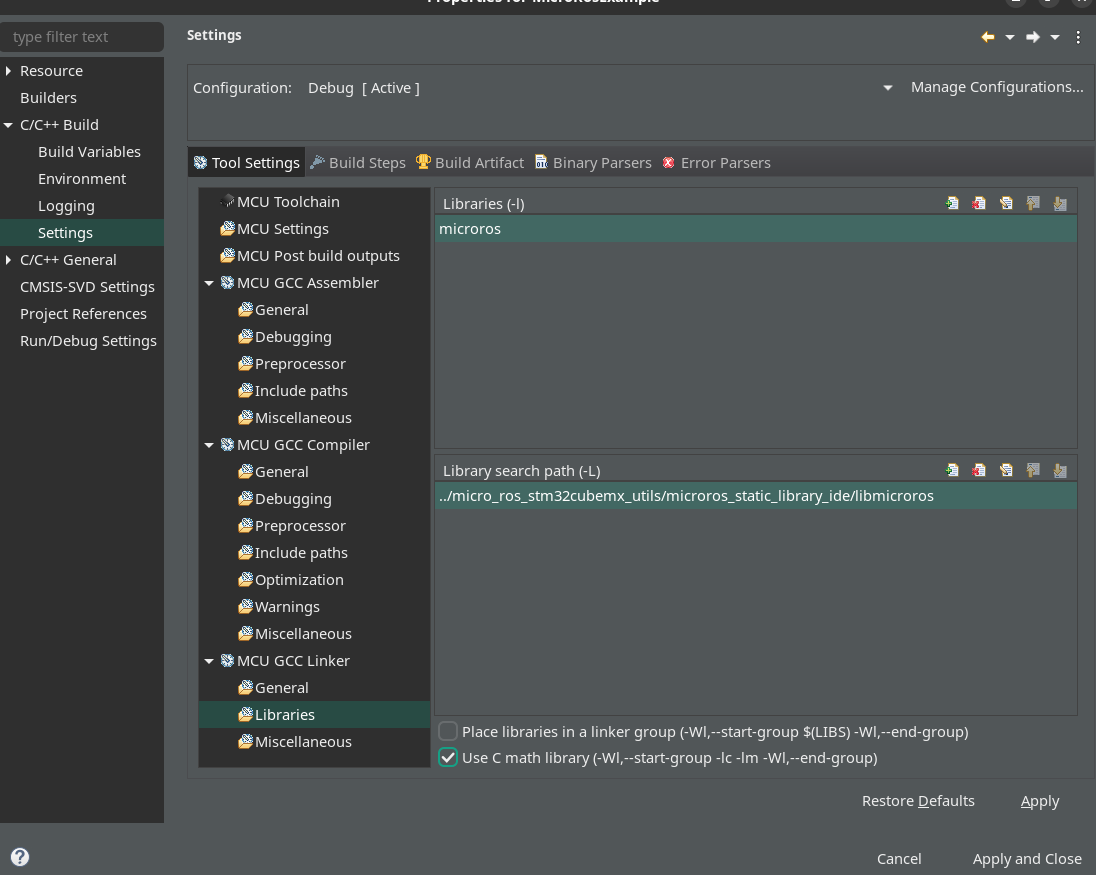 Properties for MicroRosExample
type filter text
Settings
Resource
Builders
C/C++ Build
Build Variables
Environment
Logging
Settings
C/C++ General
CMSIS-SVD Settings
Project References
Run/Debug Settings
Configuration: Debug [ Active ]
Manage Configurations...
Tool Settings
Build Steps
Build Artifact
Binary Parsers
Error Parsers
MCU Toolchain
MCU Settings
MCU Post build outputs
MCU GCC Assembler
General
Debugging
Preprocessor
Include paths
Miscellaneous
MCU GCC Compiler
General
Debugging
Preprocessor
Include paths
Optimization
Warnings
Miscellaneous
MCU GCC Linker
General
Libraries
Miscellaneous
Libraries (-l)
microros
Library search path (-L)
../micro_ros_stm32cubemx_utils/microros_static_library_ide/libmicroros
Place libraries in a linker group (-Wl,--start-group $(LIBS) -Wl,--end-group)
Use C math library (-Wl,--start-group -lc -lm -Wl,--end-group)
Restore Defaults
Apply
Cancel
Apply and Close